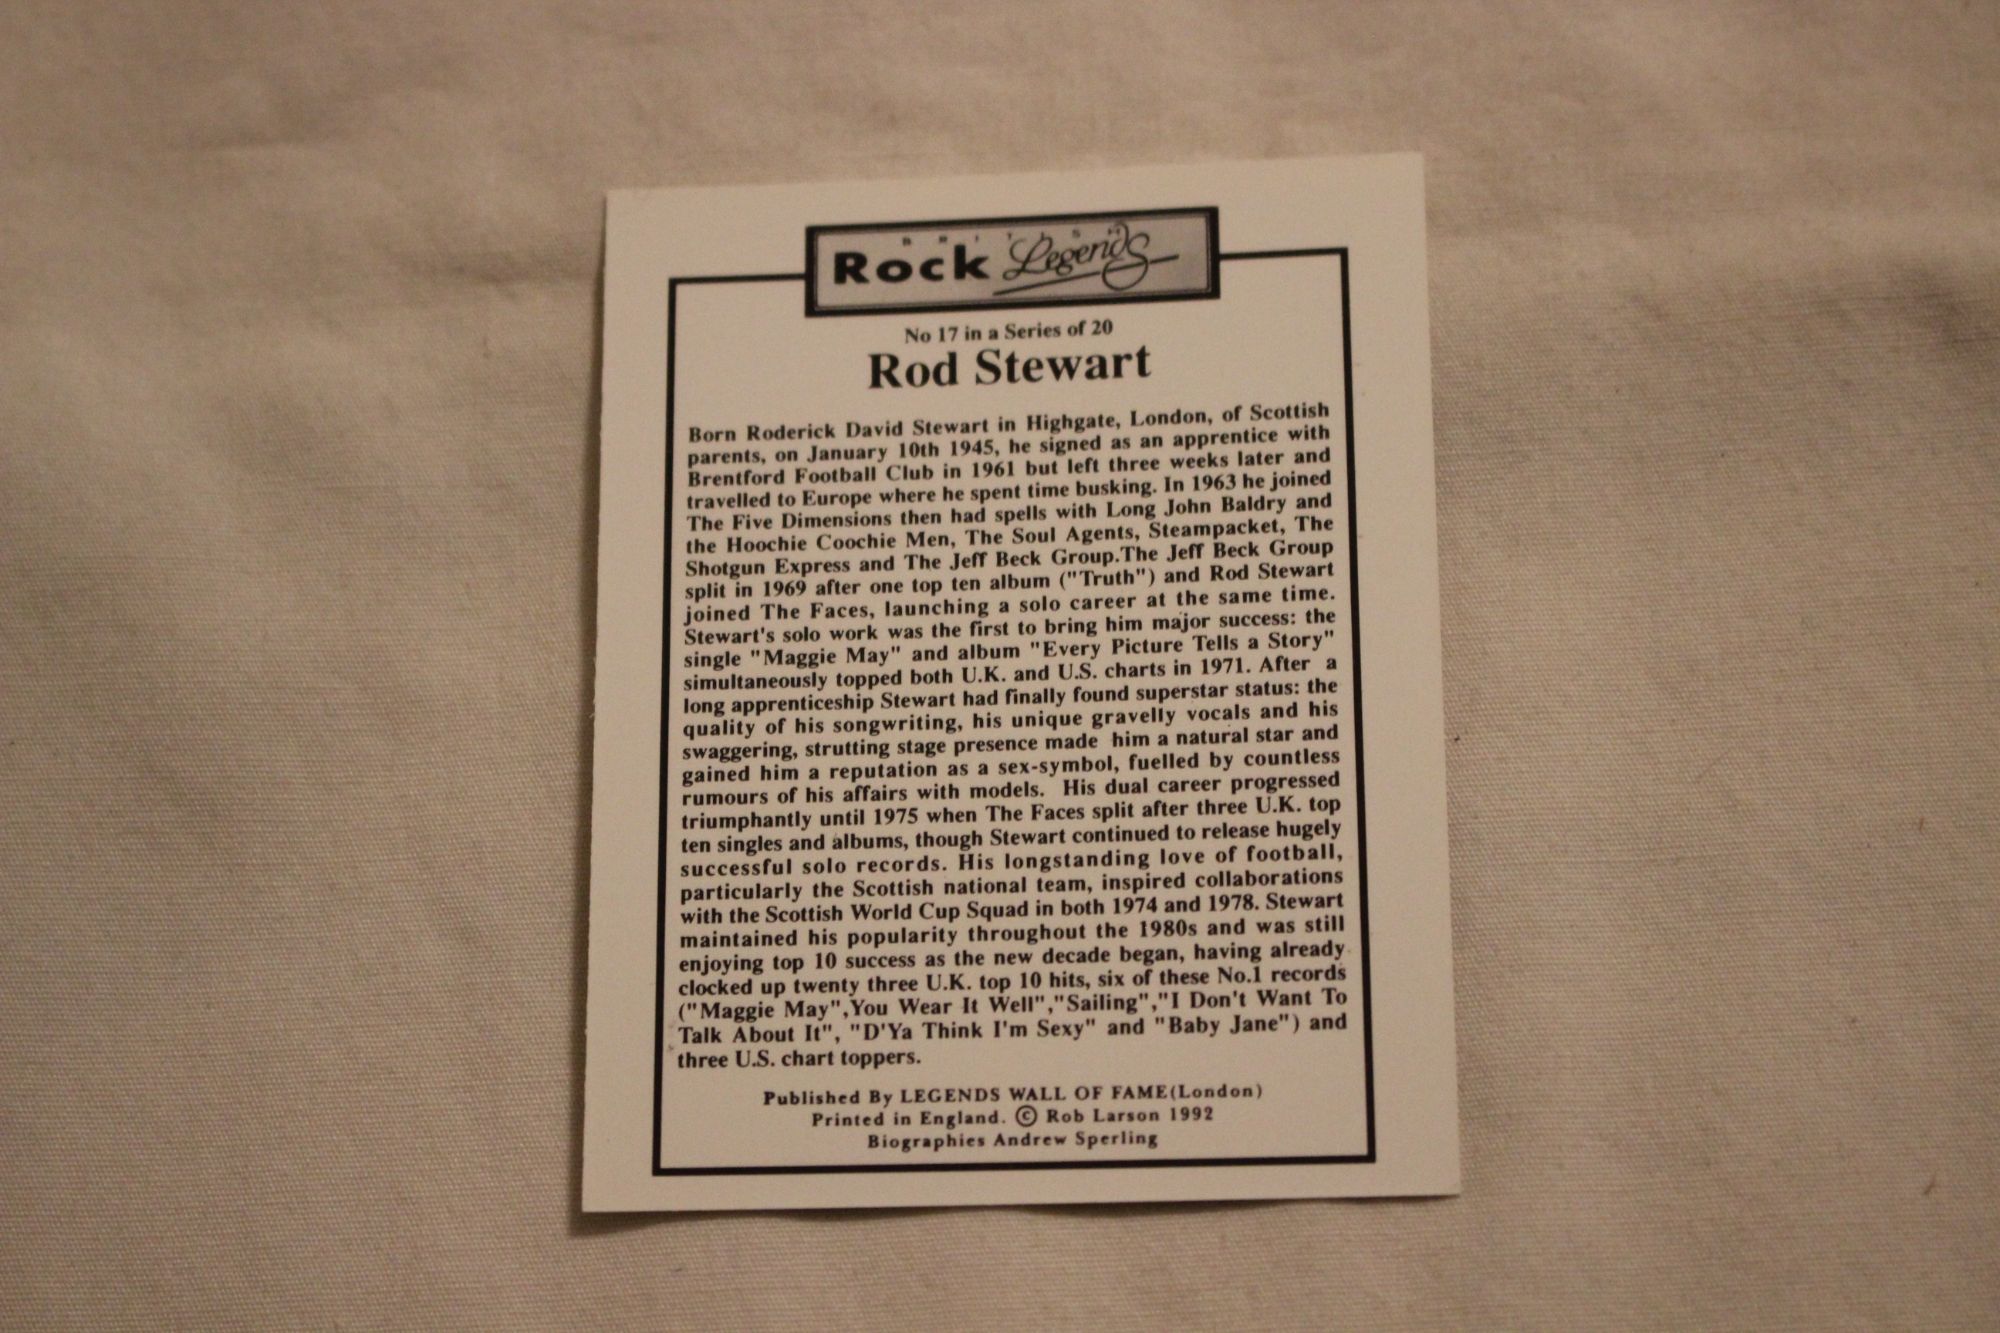 BRITISH
Rock Legends
No 17 in a Series of 20
Rod Stewart
Born Roderick David Stewart in Highgate, London, of Scottish
parents, on January 10th 1945, he signed as an apprentice with
Brentford Football Club in 1961 but left three weeks later and
travelled to Europe where he spent time busking. In 1963 he joined
The Five Dimensions then had spells with Long John Baldry and
the Hoochie Coochie Men, The Soul Agents, Steampacket, The
Shotgun Express and The Jeff Beck Group.The Jeff Beck Group
split in 1969 after one top ten album ("Truth") and Rod Stewart
joined The Faces, launching a solo career at the same time.
Stewart's solo work was the first to bring him major success: the
single "Maggie May" and album "Every Picture Tells a Story"
simultaneously topped both U.K. and U.S. charts in 1971. After a
long apprenticeship Stewart had finally found superstar status: the
quality of his songwriting, his unique gravelly vocals and his
swaggering, strutting stage presence made him a natural star and
gained him a reputation as a sex-symbol, fuelled by countless
rumours of his affairs with models. His dual career progressed
triumphantly until 1975 when The Faces split after three U.K. top
ten singles and albums, though Stewart continued to release hugely
successful solo records. His longstanding love of football,
particularly the Scottish national team, inspired collaborations
with the Scottish World Cup Squad in both 1974 and 1978. Stewart
maintained his popularity throughout the 1980s and was still
enjoying top 10 success as the new decade began, having already
clocked up twenty three U.K. top 10 hits, six of these No.1 records
("Maggie May",You Wear It Well","Sailing","I Don't Want To
Talk About It", "D'Ya Think I'm Sexy" and "Baby Jane") and
three U.S. chart toppers.
Published By LEGENDS WALL OF FAME(London)
Printed in England. © Rob Larson 1992
Biographies Andrew Sperling